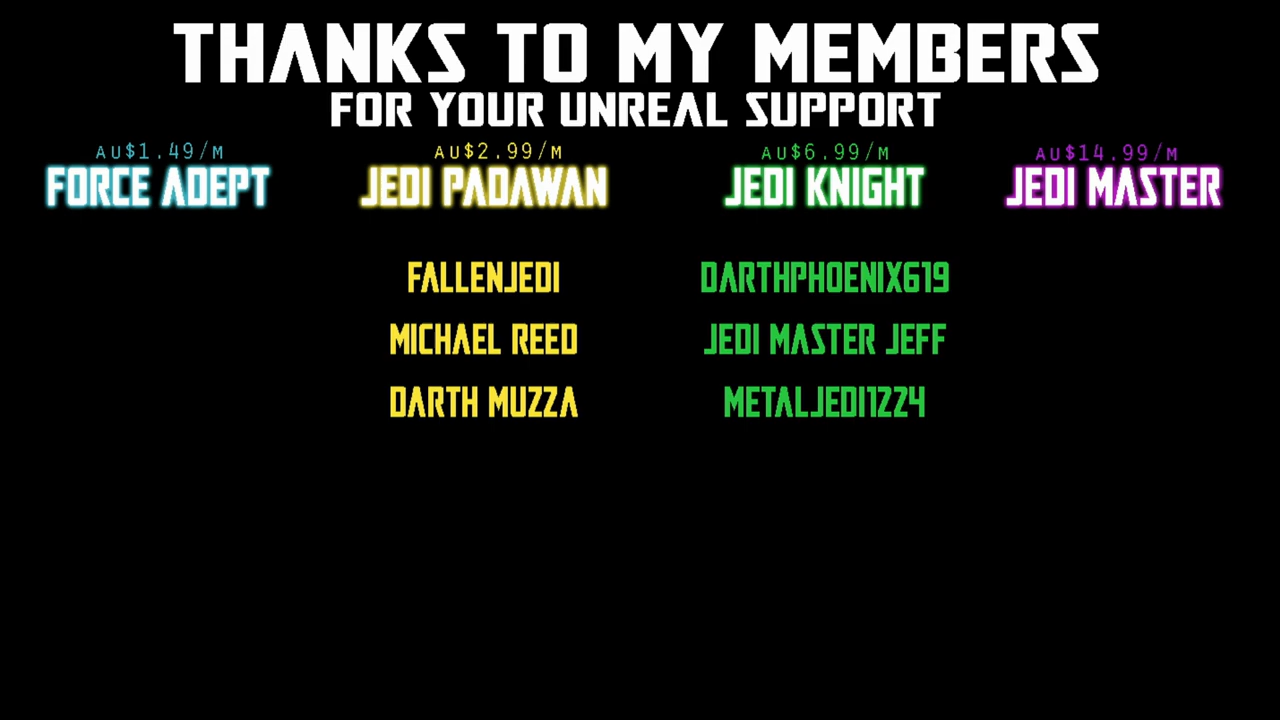 THANKS TO MY MEMBERS
FOR YOUR UNREAL SUPPORT
AU$1.49/M AU$2.99/M AU$6.99/M AU$14.99/M
FORCE ADEPT JEDI PADAWAN JEDI KNIGHT JEDI MASTER
FALLENJEDI DARTHPHOENIX619
MICHAEL REED JEDI MASTER JEFF
DARTH MUZZA METALJEDI1224